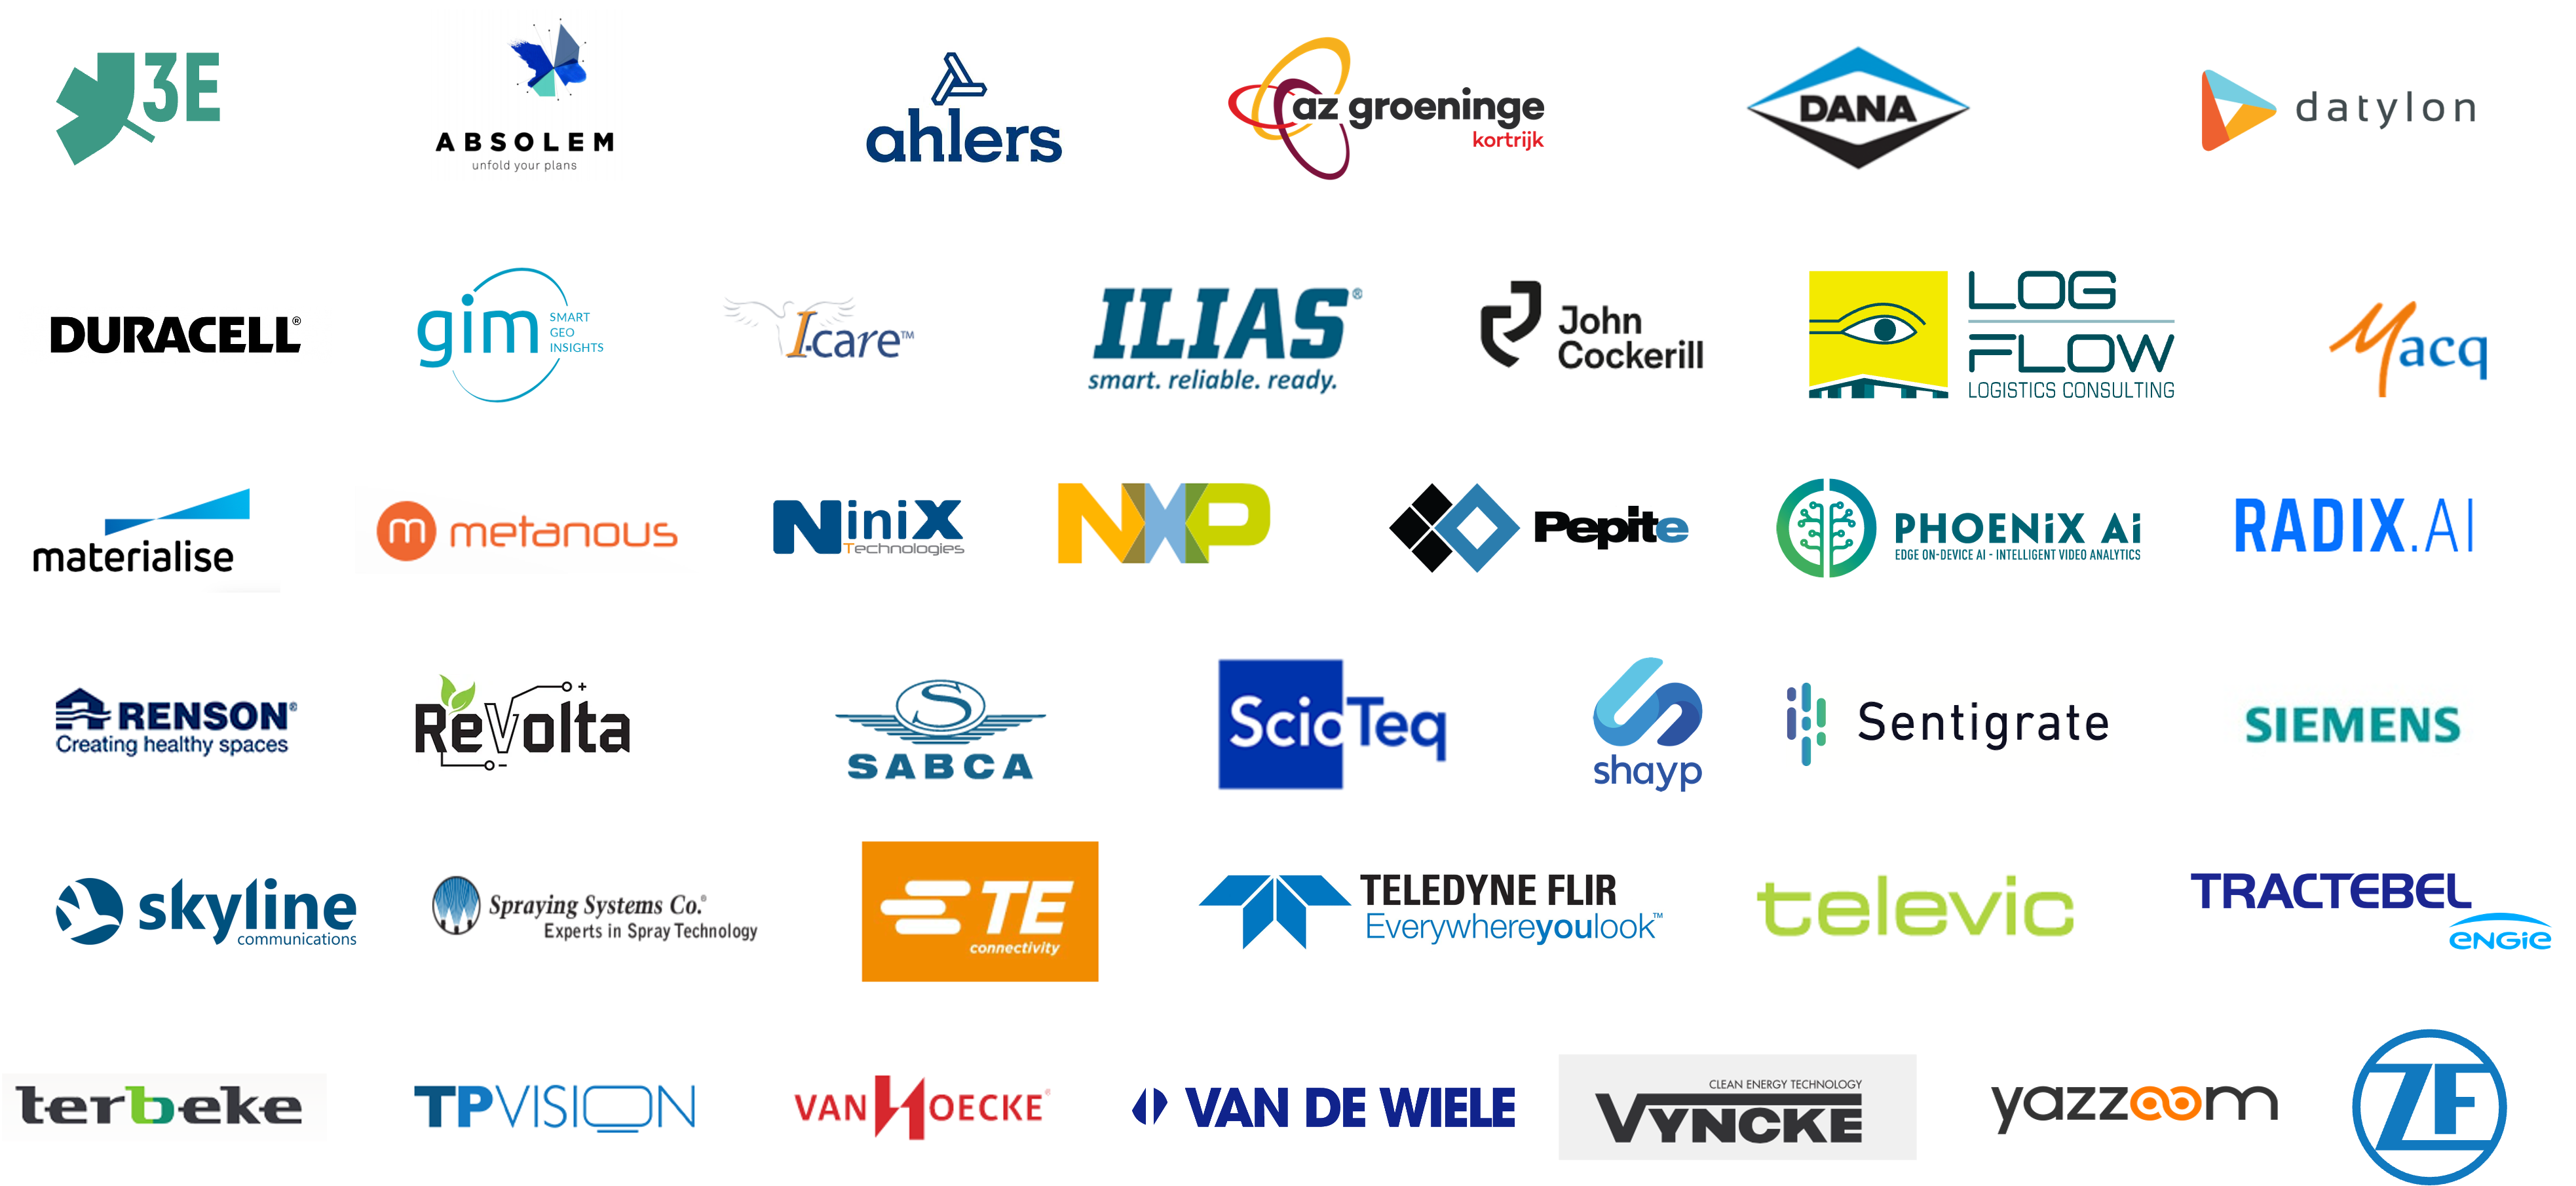 3E
ABSOLEM
unfold your plans
ahlers
az groeninge
kortrijk
DANA
datylon
DURACELL®
gim
SMART
GEO
INSIGHTS
I-care™
ILIAS®
smart. reliable. ready.
John
Cockerill
LOG
FLOW
LOGISTICS CONSULTING
Macq
materialise
m metanous
NiniX
Technologies
NXP
Pepite
PHOENiX Ai
EDGE ON-DEVICE AI - INTELLIGENT VIDEO ANALYTICS
RADIX.AI
RENSON®
Creating healthy spaces
ReVolta
S
SABCA
ScioTeq
shayp
Sentigrate
SIEMENS
skyline
communications
Spraying Systems Co.®
Experts in Spray Technology
TE
connectivity
TELEDYNE FLIR
Everywhereyoulook™
televic
TRACTEBEL
ENGIE
terbeke
TPVISION
VAN HOECKE®
VAN DE WIELE
CLEAN ENERGY TECHNOLOGY
VYNCKE
yazzoom
ZF